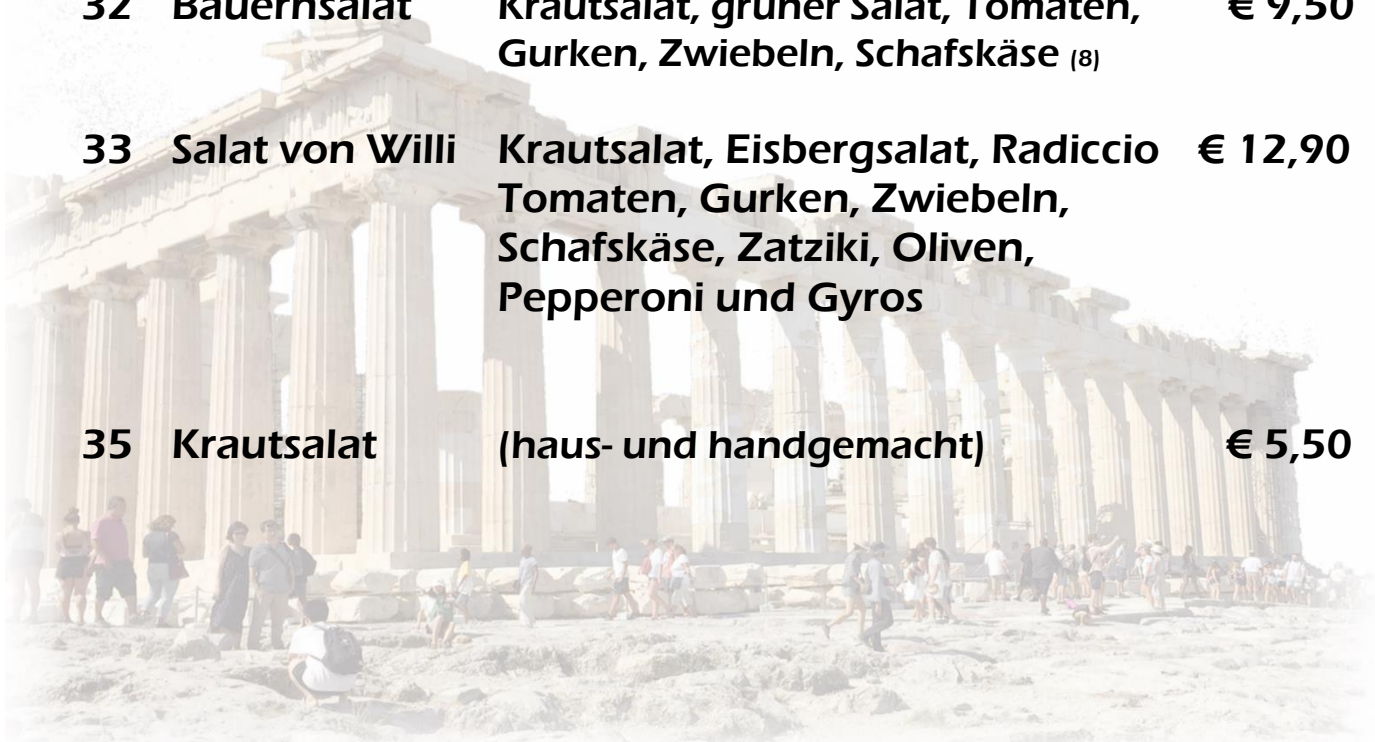 32 Bauernsalat Krautsalat, grüner Salat, Tomaten, € 9,50
Gurken, Zwiebeln, Schafskäse (8)
33 Salat von Willi Krautsalat, Eisbergsalat, Radiccio € 12,90
Tomaten, Gurken, Zwiebeln,
Schafskäse, Zatziki, Oliven,
Pepperoni und Gyros
35 Krautsalat (haus- und handgemacht) € 5,50